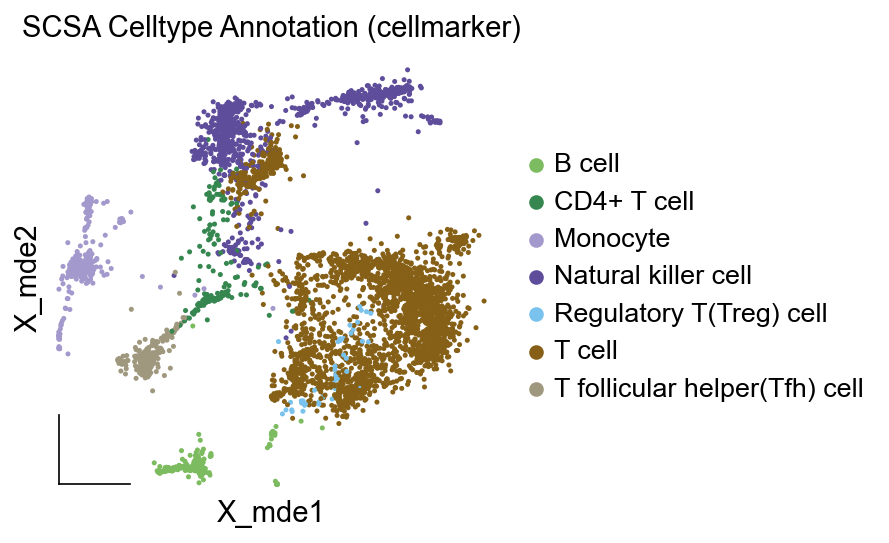 SCSA Celltype Annotation (cellmarker)
X_mde2
X_mde1
B cell
CD4+ T cell
Monocyte
Natural killer cell
Regulatory T(Treg) cell
T cell
T follicular helper(Tfh) cell